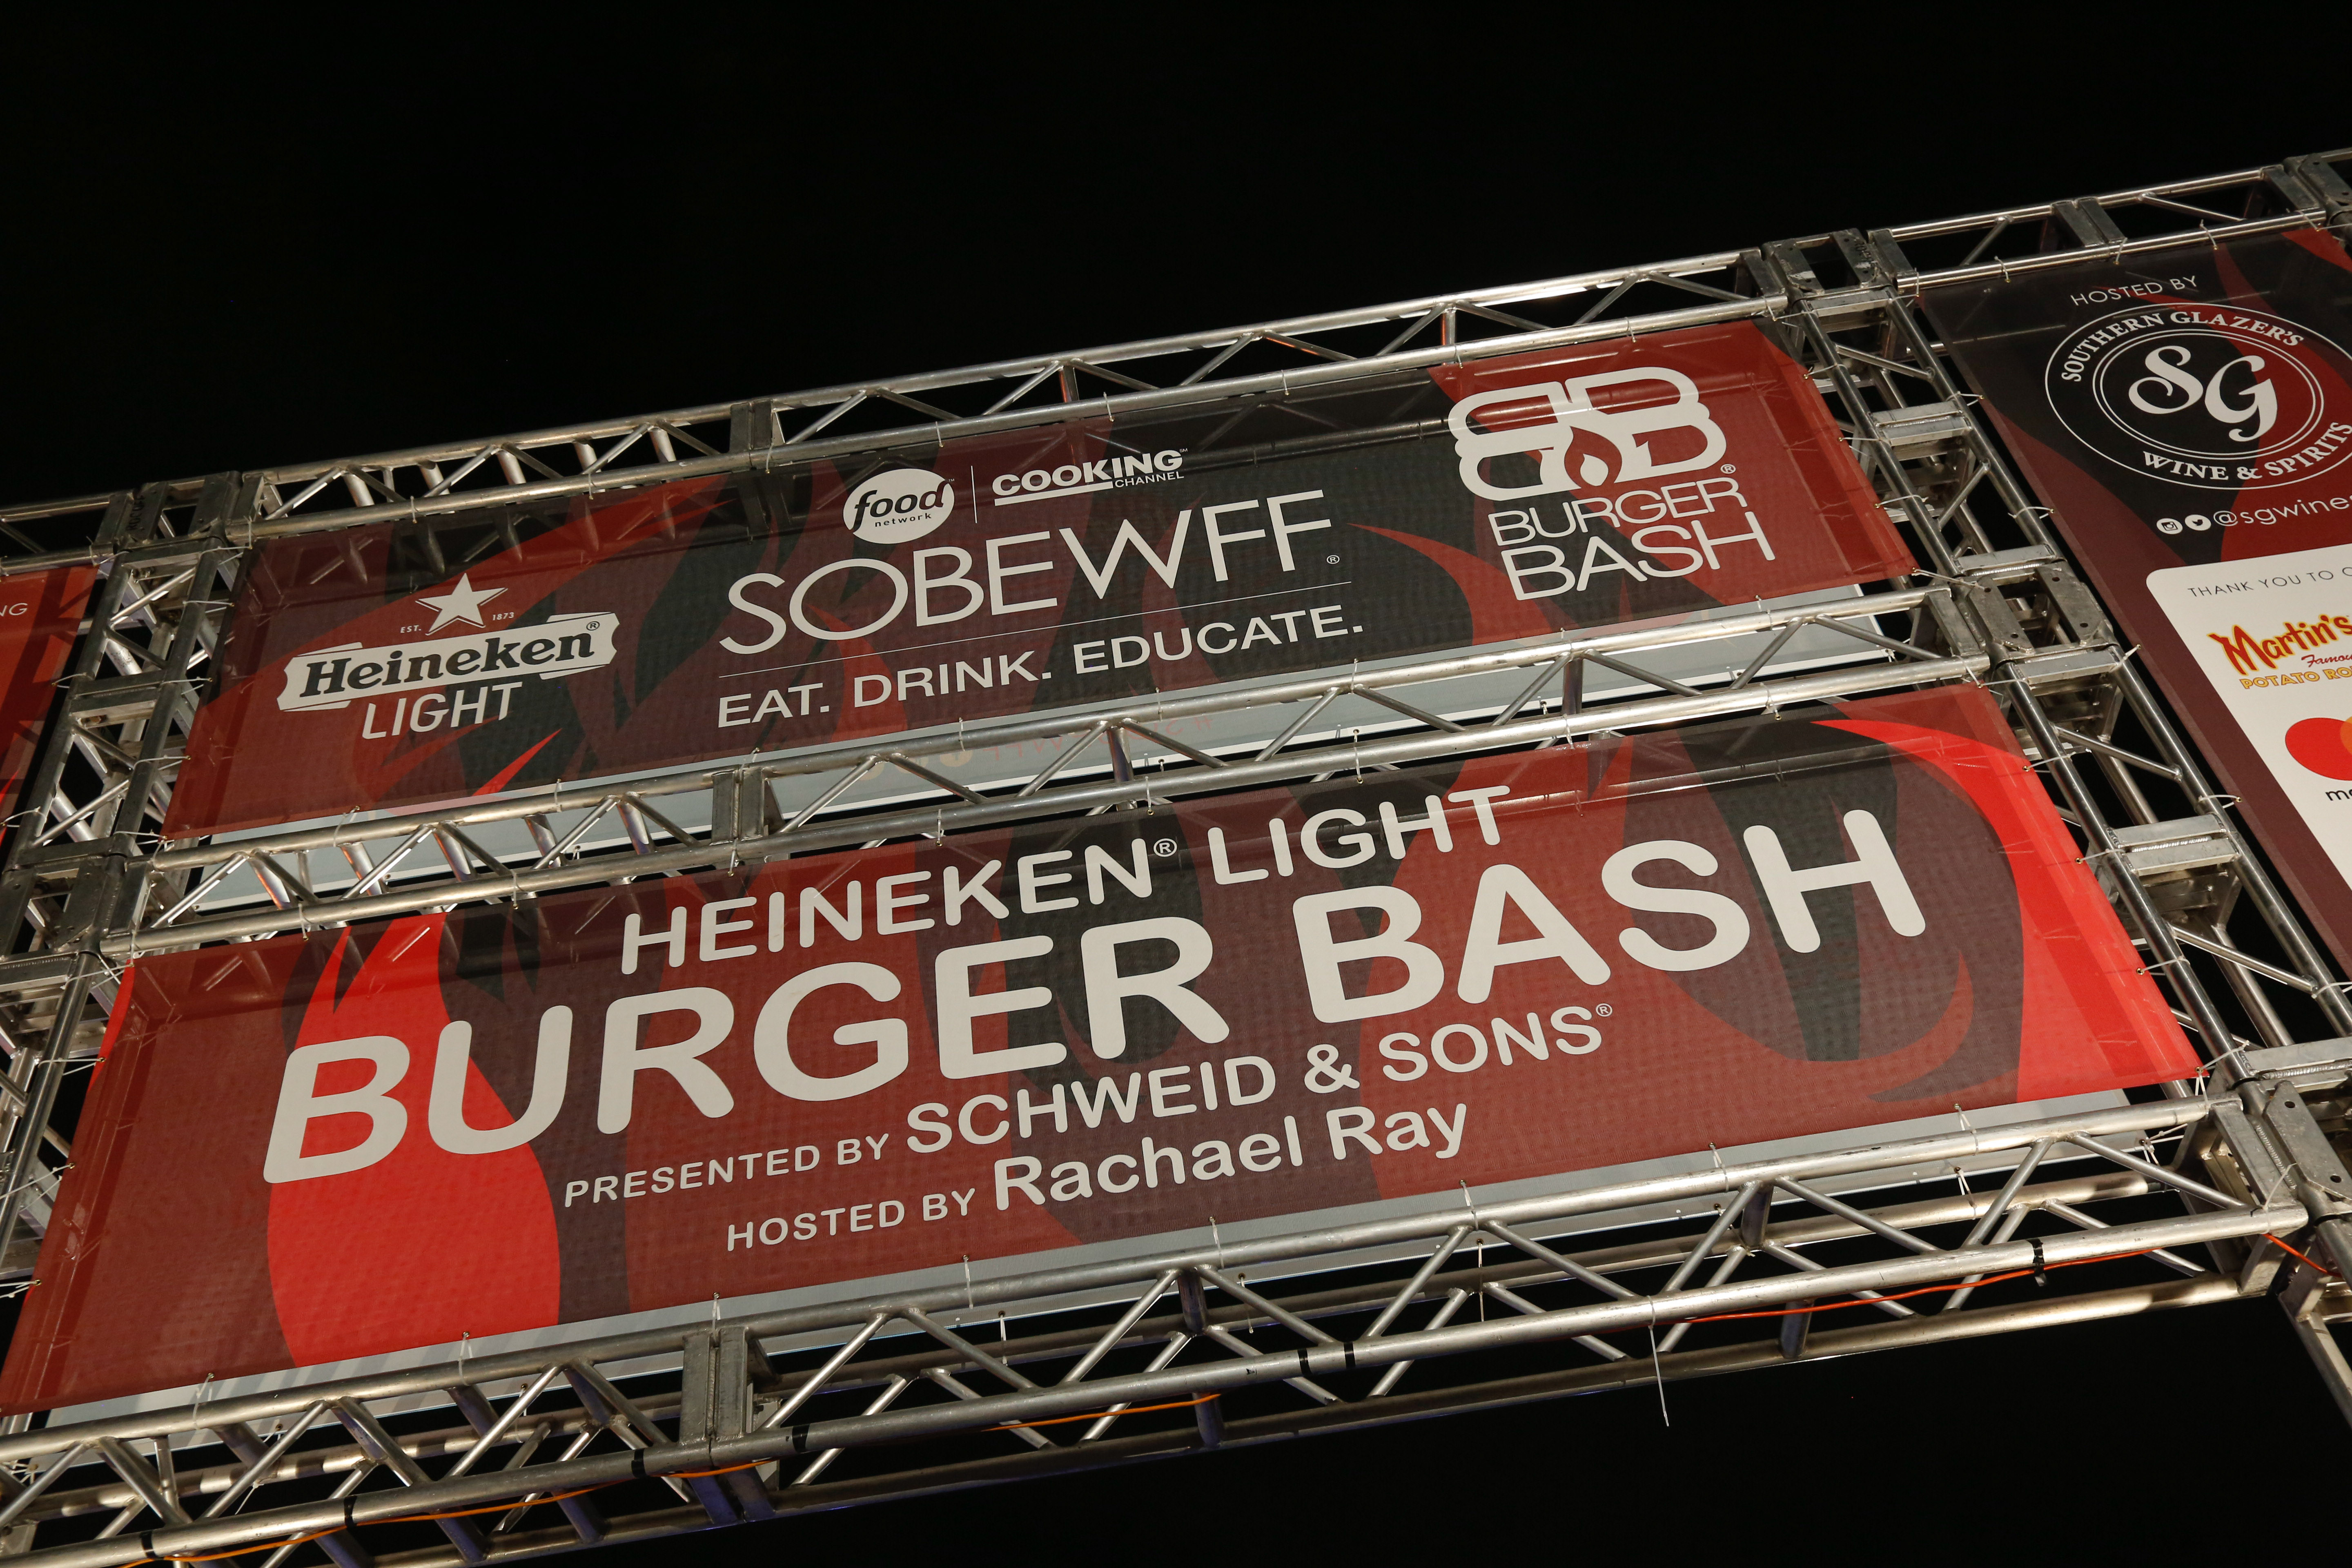 NG
food network
COOKING
CHANNEL
SOBEWFF®
EAT. DRINK. EDUCATE.
EST. 1873
Heineken®
LIGHT
BB®
BURGER
BASH
HEINEKEN® LIGHT
BURGER BASH
PRESENTED BY SCHWEID & SONS®
HOSTED BY Rachael Ray
HOSTED BY
SOUTHERN GLAZER'S
SG
WINE & SPIRITS
@sgwine
THANK YOU TO
Martin's
POTATO RO